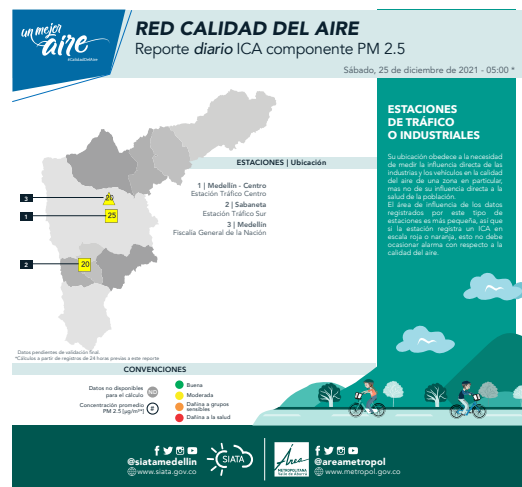 un mejor
aire
#CalidadDelAire
RED CALIDAD DEL AIRE
Reporte diario ICA componente PM 2.5
Sábado, 25 de diciembre de 2021 - 05:00 *
ESTACIONES | Ubicación
1 | Medellín - Centro
Estación Tráfico Centro
2 | Sabaneta
Estación Tráfico Sur
3 | Medellín
Fiscalía General de la Nación
3
20
1
25
2
20
ESTACIONES
DE TRÁFICO
O INDUSTRIALES
Su ubicación obedece a la necesidad
de medir la influencia directa de las
industrias y los vehículos en la calidad
del aire de una zona en particular,
mas no de su influencia directa a la
salud de la población.
El área de influencia de los datos
registrados por este tipo de
estaciones es más pequeña, así que
si la estación registra un ICA en
escala roja o naranja, esto no debe
ocasionar alarma con respecto a la
calidad del aire.
Datos pendientes de validación final.
*Cálculos a partir de registros de 24 horas previas a este reporte
CONVENCIONES
Datos no disponibles
para el cálculo
Concentración promedio
PM 2.5 [µg/m³]
#
Buena
Moderada
Dañina a grupos
sensibles
Dañina a la salud
@siatamedellin
www.siata.gov.co
SIATA
Área
METROPOLITANA
Valle de Aburrá
@areametropol
www.metropol.gov.co